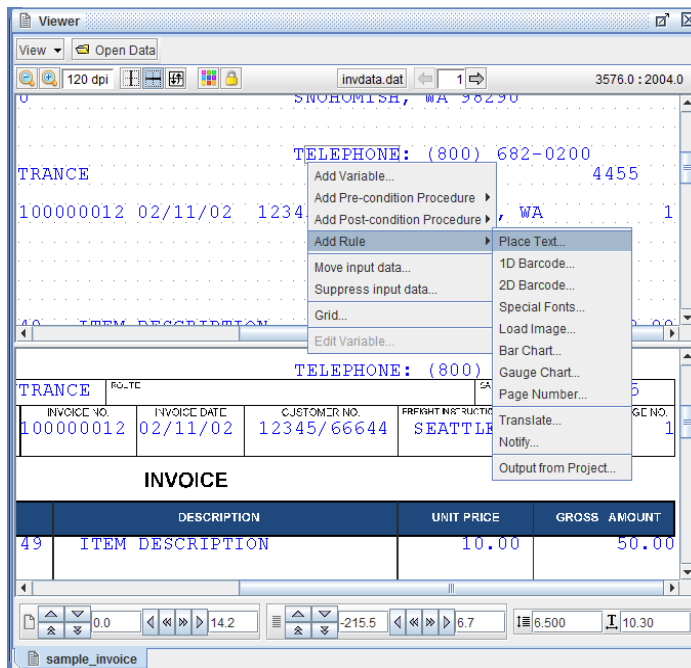 Viewer
View Open Data
120 dpi invdata.dat 1 3576.0 : 2004.0
SNOHOMISH, WA 98290
TELEPHONE: (800) 682-0200
TRANCE 4455
100000012 02/11/02 12345 , WA 1
Add Variable...
Add Pre-condition Procedure
Add Post-condition Procedure
Add Rule
Move input data...
Suppress input data...
Grid...
Edit Variable...
Place Text...
1D Barcode...
2D Barcode...
Special Fonts...
Load Image...
Bar Chart...
Gauge Chart...
Page Number...
Translate...
Notify...
Output from Project...
49 ITEM DESCRIPTION
TELEPHONE: (800)
TRANCE ROUTE SA 5
INVOICE NO. INVOICE DATE CUSTOMER NO. FREIGHT INSTRUCTI GE NO.
100000012 02/11/02 12345/66644 SEATTLE 1
INVOICE
DESCRIPTION UNIT PRICE GROSS AMOUNT
49 ITEM DESCRIPTION 10.00 50.00
0.0 14.2 -215.5 6.7 6.500 10.30
sample_invoice